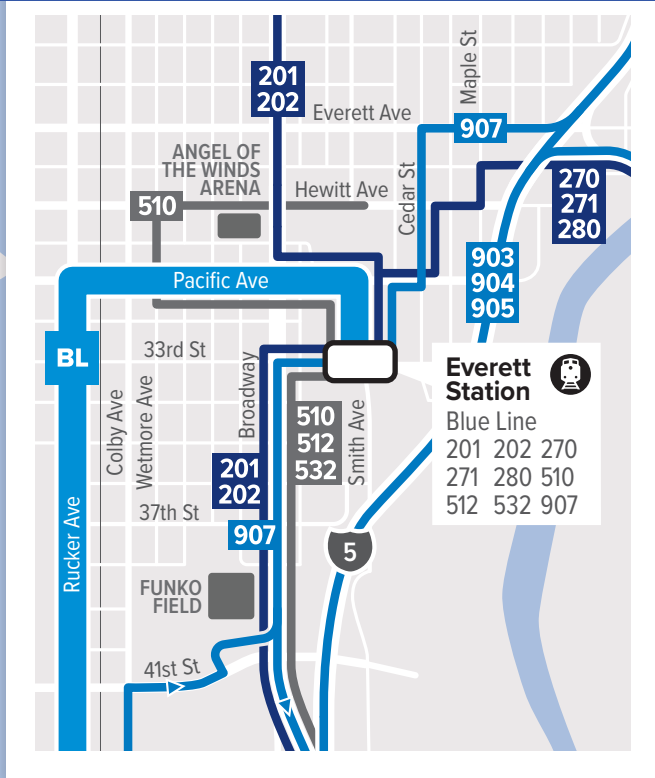 201
202
Everett Ave
Maple St
907
ANGEL OF
THE WINDS
ARENA
Hewitt Ave
510
Cedar St
270
271
280
903
904
905
Pacific Ave
BL
33rd St
Broadway
Colby Ave
Wetmore Ave
510
512
532
Smith Ave
Everett
Station
Blue Line
201 202 270
271 280 510
512 532 907
201
202
37th St
907
5
Rucker Ave
FUNKO
FIELD
41st St